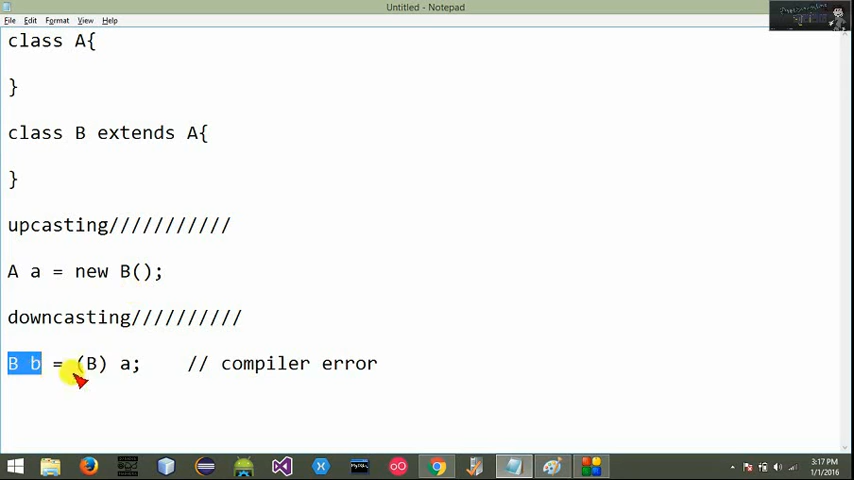 Untitled - Notepad
File Edit Format View Help
class A{
}
class B extends A{
}
upcasting///////////
A a = new B();
downcasting//////////
B b = (B) a;    // compiler error
3:17 PM
1/1/2016